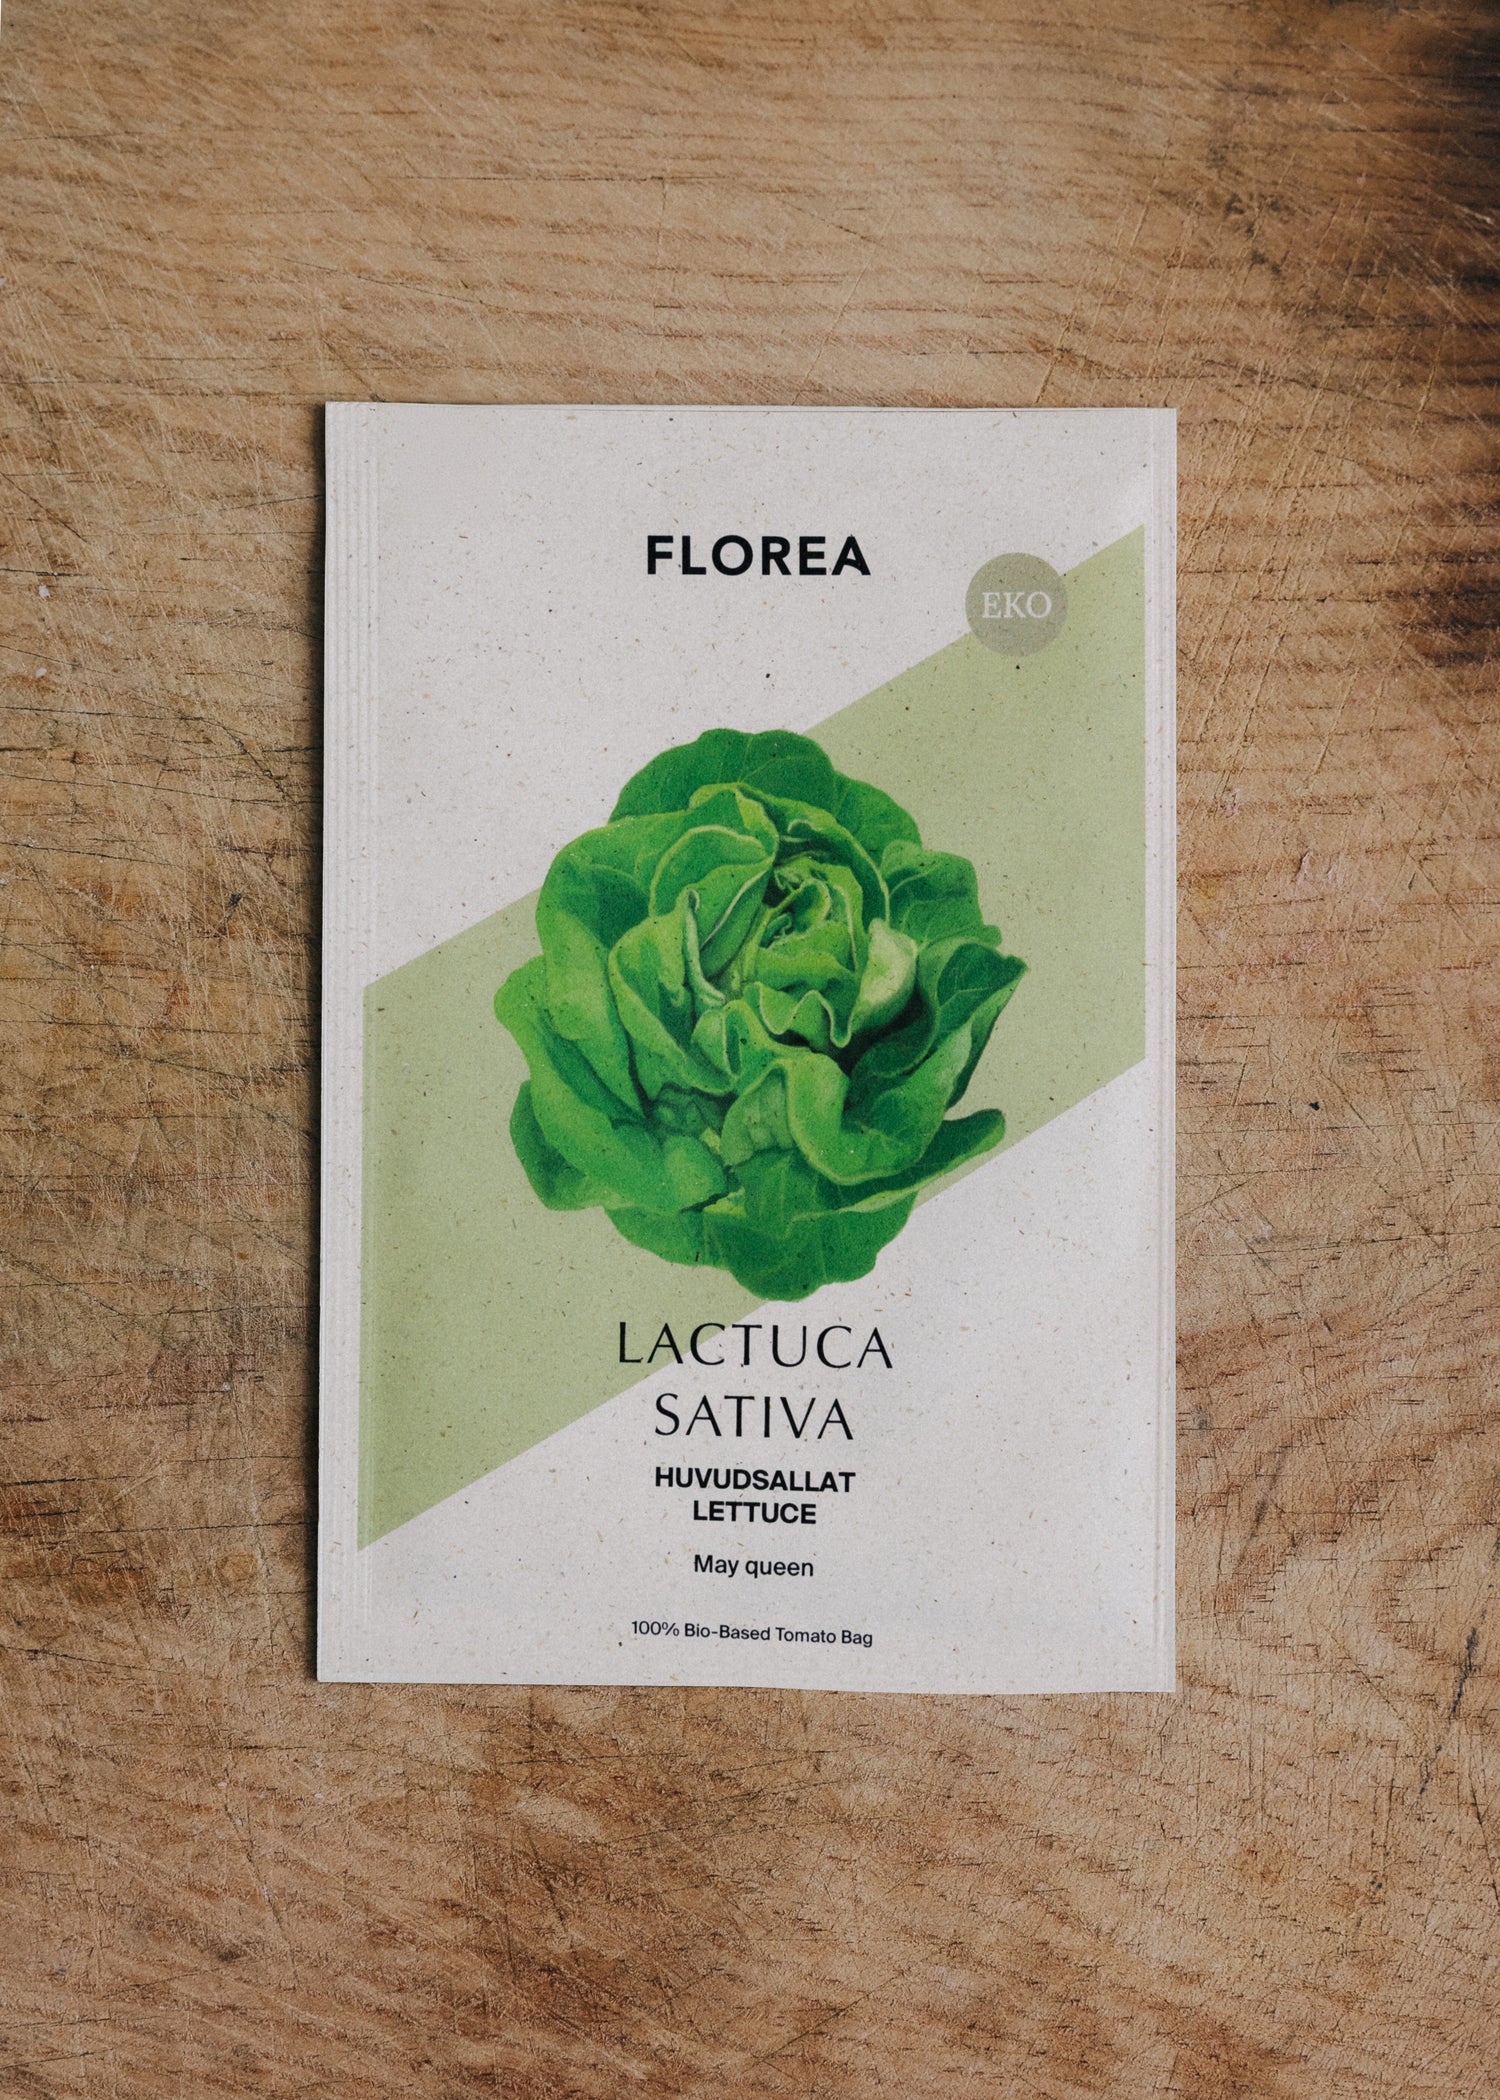 FLOREA
EKO
LACTUCA
SATIVA
HUVUDSALLAT
LETTUCE
May queen
100% Bio-Based Tomato Bag